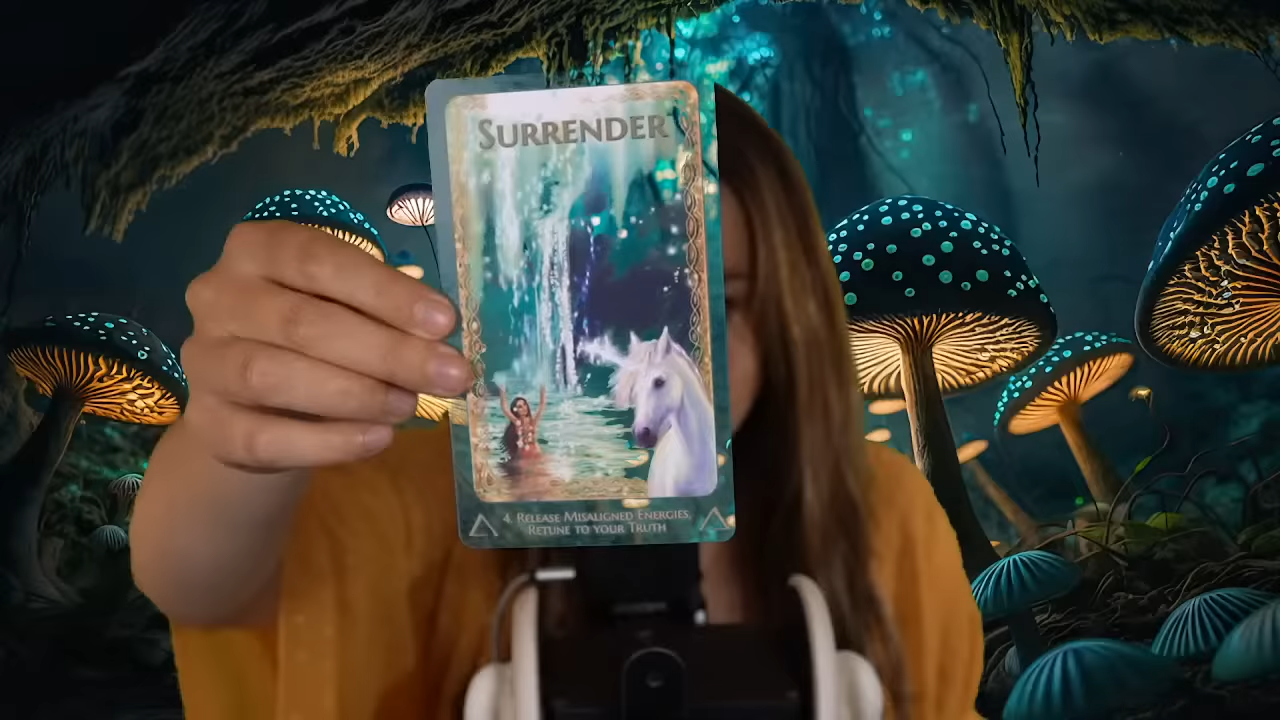 SURRENDER
4. RELEASE MISALIGNED ENERGIES,
RETUNE TO YOUR TRUTH